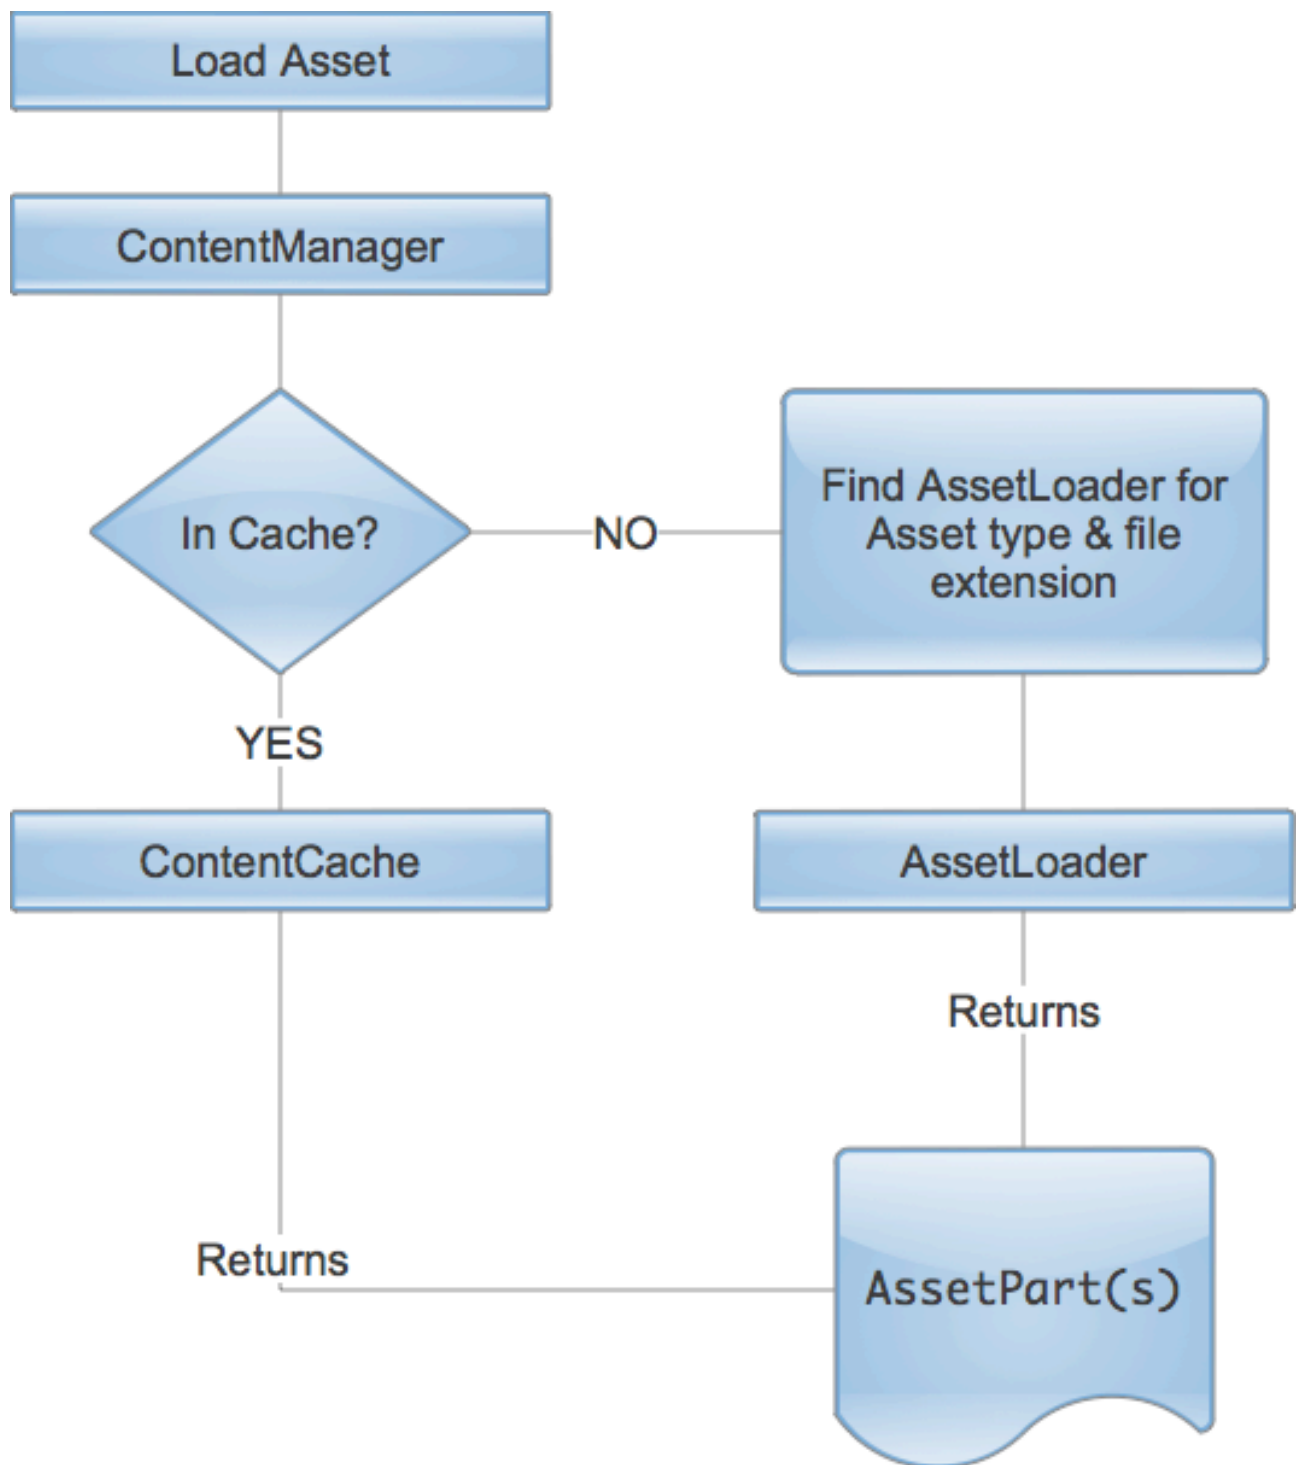 Load Asset
ContentManager
In Cache?
NO
Find AssetLoader for
Asset type & file
extension
YES
ContentCache
AssetLoader
Returns
Returns
AssetPart(s)